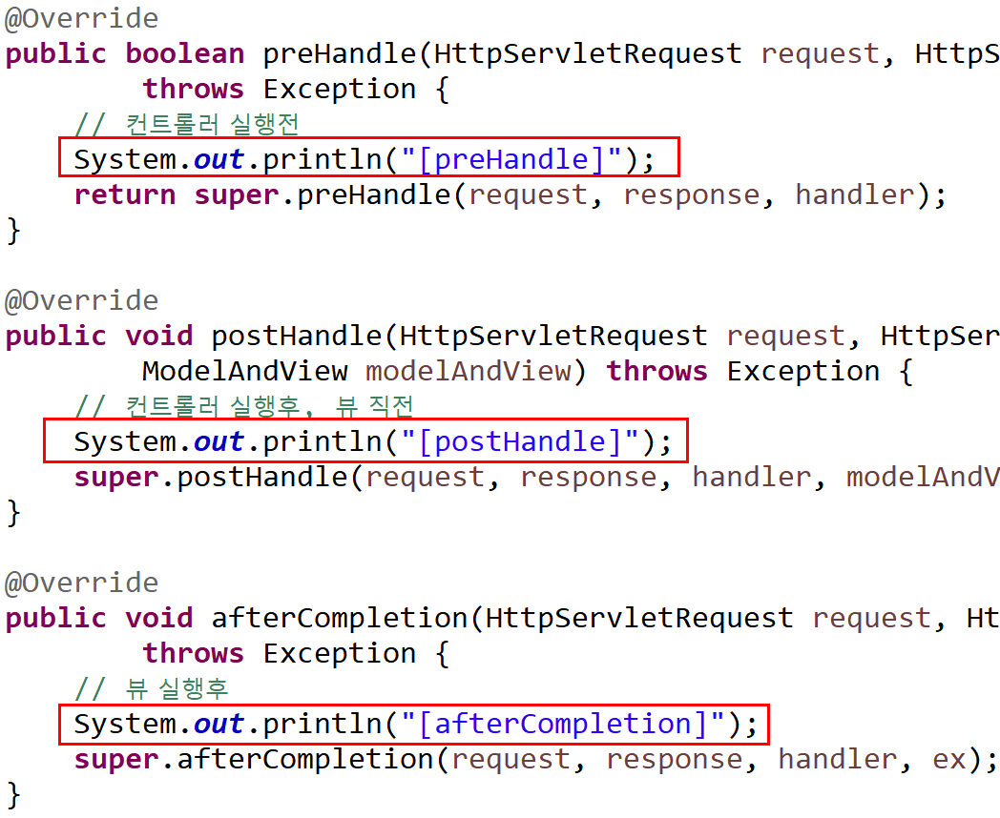 @Override
public boolean preHandle(HttpServletRequest request, HttpS
throws Exception {
// 컨트롤러 실행전
System.out.println("[preHandle]");
return super.preHandle(request, response, handler);
}
@Override
public void postHandle(HttpServletRequest request, HttpSer
ModelAndView modelAndView) throws Exception {
// 컨트롤러 실행후, 뷰 직전
System.out.println("[postHandle]");
super.postHandle(request, response, handler, modelAndV
}
@Override
public void afterCompletion(HttpServletRequest request, Ht
throws Exception {
// 뷰 실행후
System.out.println("[afterCompletion]");
super.afterCompletion(request, response, handler, ex);
}